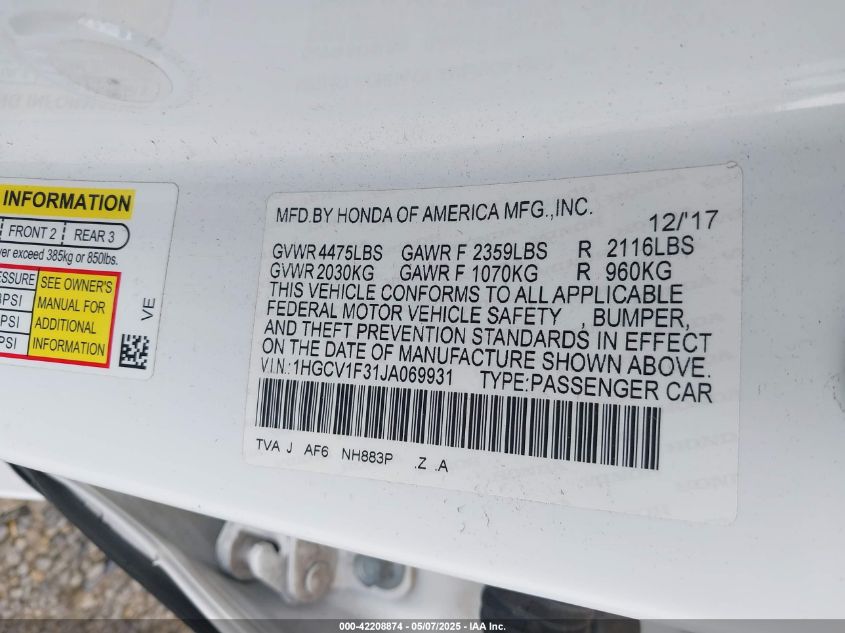 INFORMATION
FRONT 2 REAR 3
ver exceed 385kg or 850lbs.
SSURE
SEE OWNER'S
MANUAL FOR
ADDITIONAL
INFORMATION
PSI
PSI
PSI
VE
MFD.BY HONDA OF AMERICA MFG.,INC. 12/'17
GVWR 4475LBS GAWR F 2359LBS R 2116LBS
GVWR 2030KG GAWR F 1070KG R 960KG
THIS VEHICLE CONFORMS TO ALL APPLICABLE
FEDERAL MOTOR VEHICLE SAFETY , BUMPER,
AND THEFT PREVENTION STANDARDS IN EFFECT
ON THE DATE OF MANUFACTURE SHOWN ABOVE.
V.I.N.:1HGCV1F31JA069931 TYPE:PASSENGER CAR
TVA J AF6 NH883P .Z .A
000-42208874 - 05/07/2025 - IAA Inc.